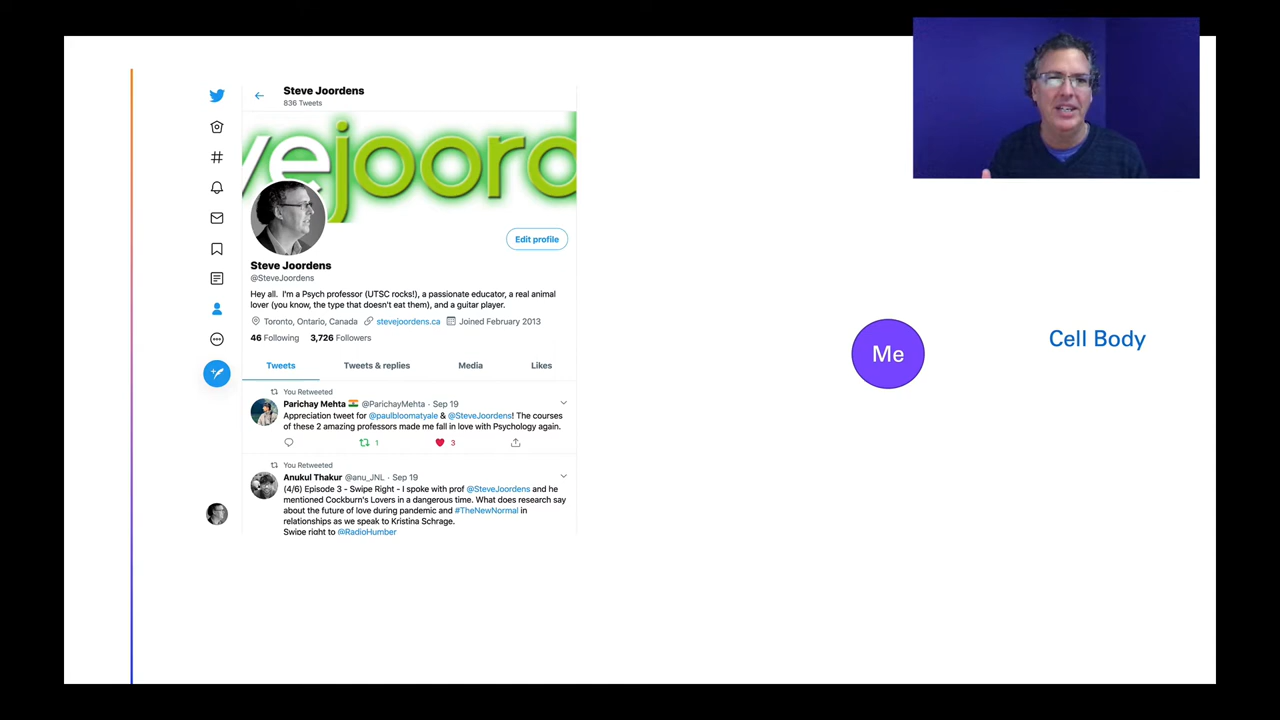 Steve Joordens
836 Tweets
vejoord
Edit profile
Steve Joordens
@SteveJoordens
Hey all. I'm a Psych professor (UTSC rocks!), a passionate educator, a real animal
lover (you know, the type that doesn't eat them), and a guitar player.
Toronto, Ontario, Canada stevejoordens.ca Joined February 2013
46 Following 3,726 Followers
Tweets Tweets & replies Media Likes
You Retweeted
Parichay Mehta @ParichayMehta · Sep 19
Appreciation tweet for @paulbloomatyale & @SteveJoordens! The courses
of these 2 amazing professors made me fall in love with Psychology again.
1 3
You Retweeted
Anukul Thakur @anu_JNL · Sep 19
(4/6) Episode 3 - Swipe Right - I spoke with prof @SteveJoordens and he
mentioned Cockburn's Lovers in a dangerous time. What does research say
about the future of love during pandemic and #TheNewNormal in
relationships as we speak to Kristina Schrage.
Swipe right to @RadioHumber
Me
Cell Body